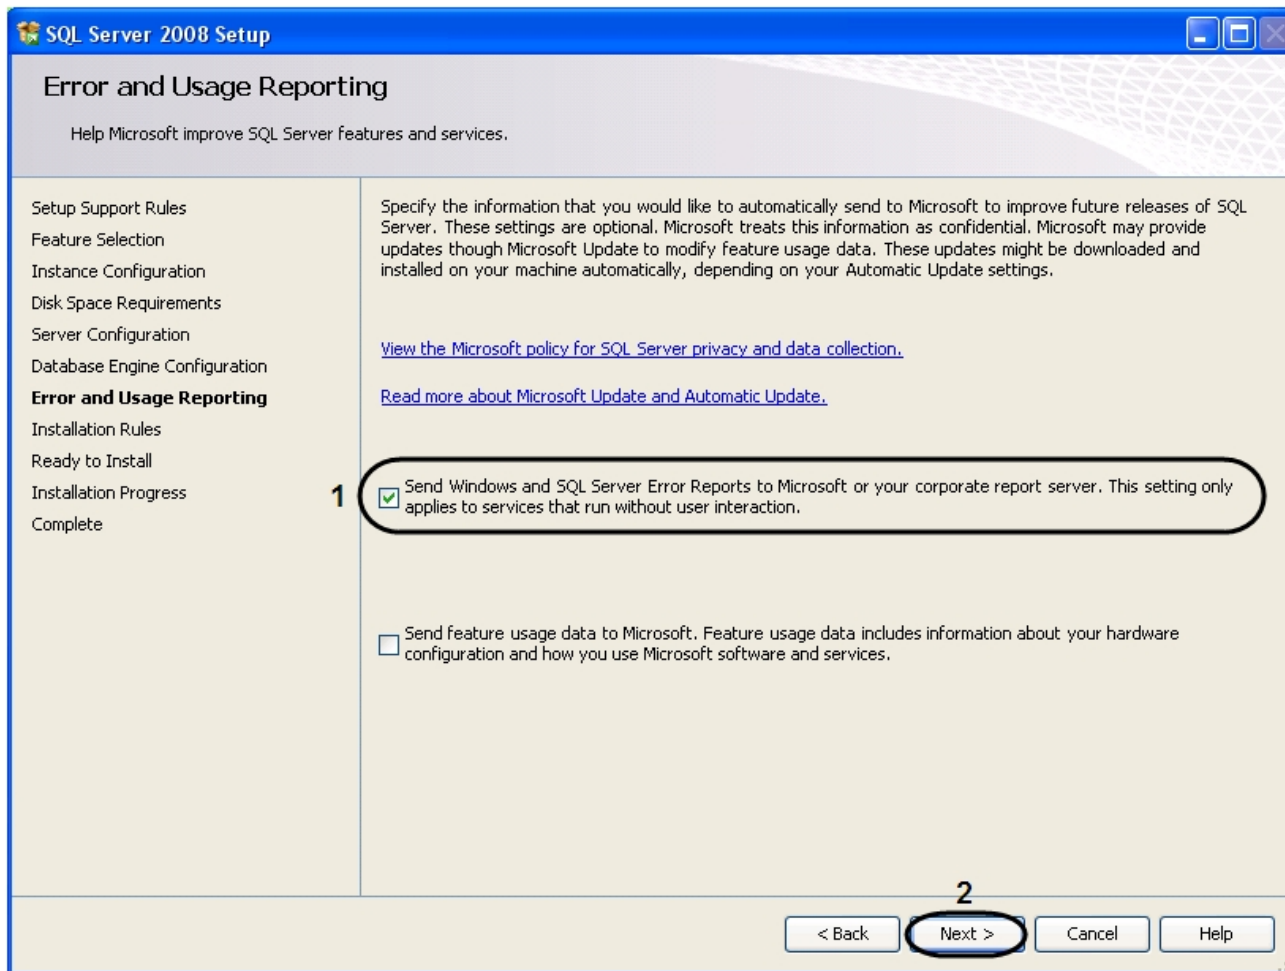 SQL Server 2008 Setup
Error and Usage Reporting
Help Microsoft improve SQL Server features and services.
Setup Support Rules
Feature Selection
Instance Configuration
Disk Space Requirements
Server Configuration
Database Engine Configuration
Error and Usage Reporting
Installation Rules
Ready to Install
Installation Progress
Complete
Specify the information that you would like to automatically send to Microsoft to improve future releases of SQL
Server. These settings are optional. Microsoft treats this information as confidential. Microsoft may provide
updates though Microsoft Update to modify feature usage data. These updates might be downloaded and
installed on your machine automatically, depending on your Automatic Update settings.
View the Microsoft policy for SQL Server privacy and data collection.
Read more about Microsoft Update and Automatic Update.
1
Send Windows and SQL Server Error Reports to Microsoft or your corporate report server. This setting only
applies to services that run without user interaction.
Send feature usage data to Microsoft. Feature usage data includes information about your hardware
configuration and how you use Microsoft software and services.
2
< Back
Next >
Cancel
Help